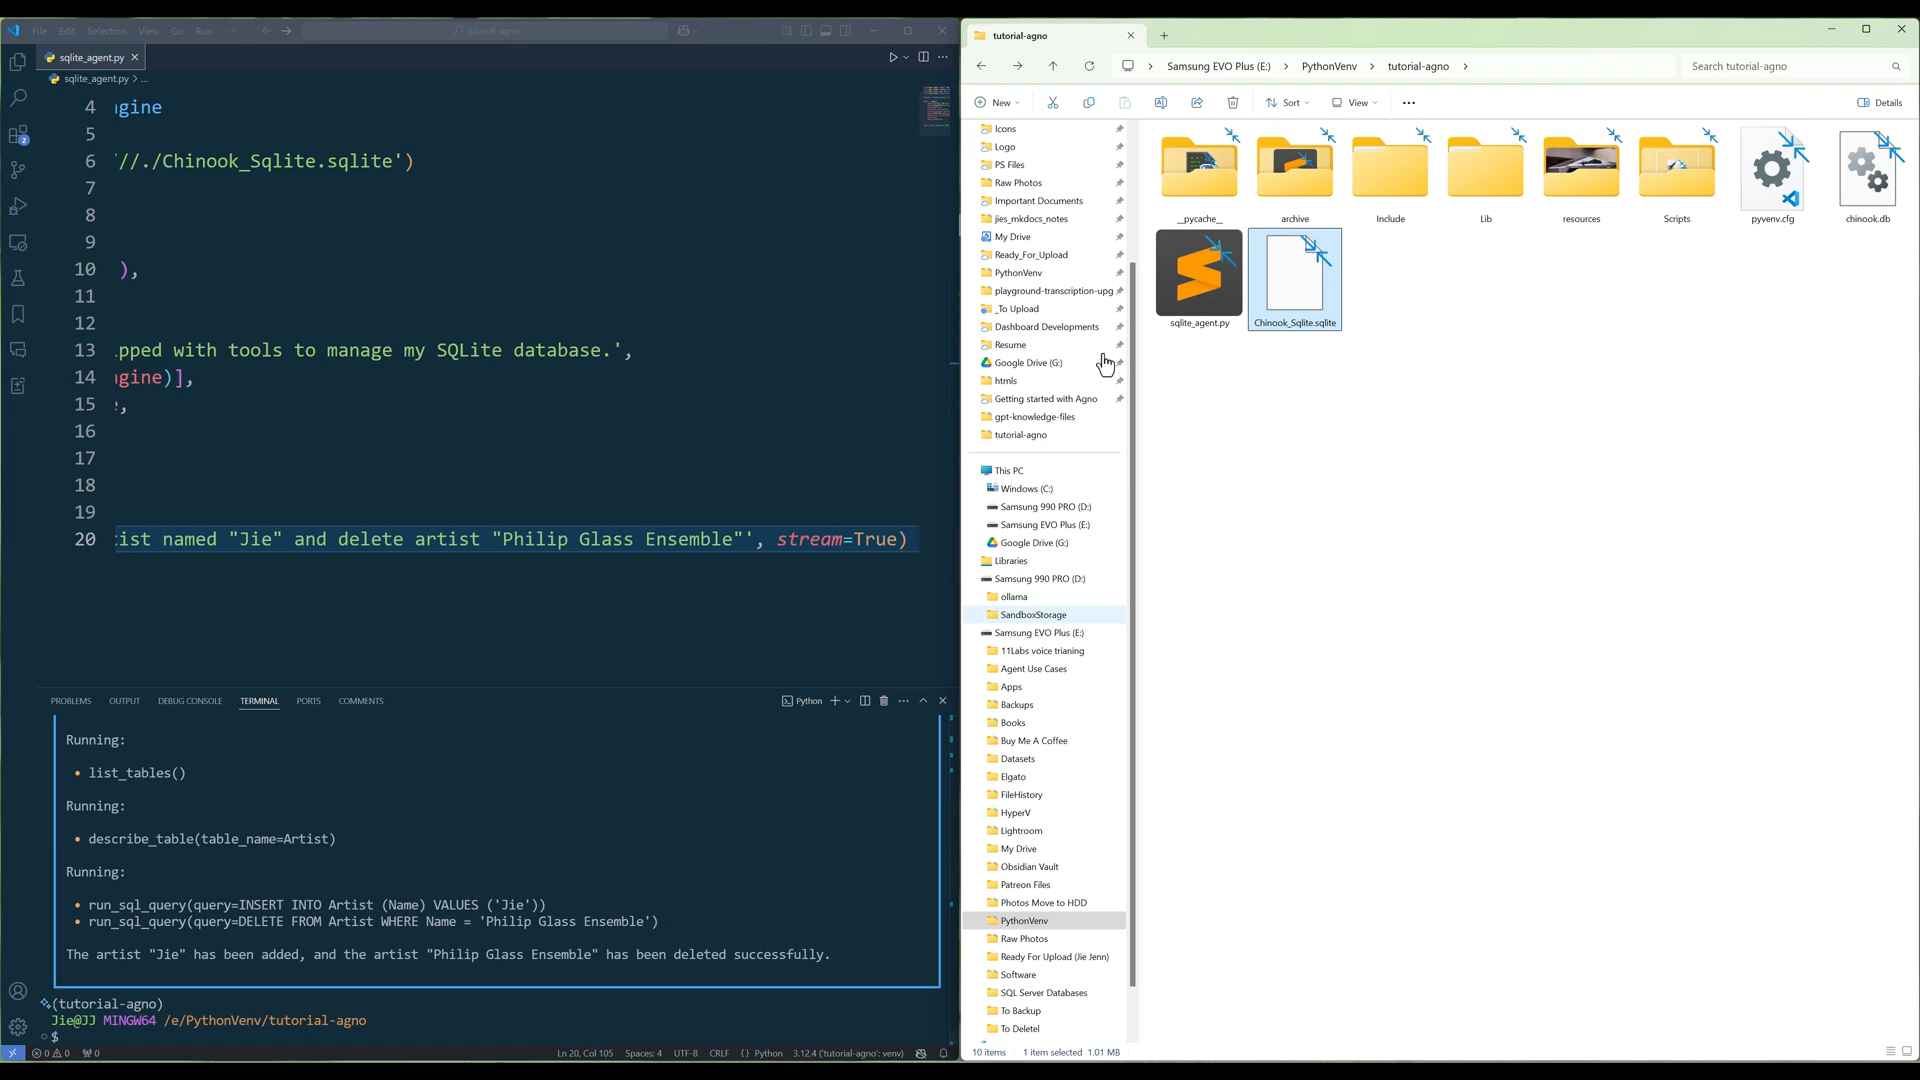 File Edit Selection View Go Run ··· tutorial-agno
sqlite_agent.py
sqlite_agent.py > ...
4 gine
5
6 '//./Chinook_Sqlite.sqlite')
7
8
9
10 ),
11
12
13 pped with tools to manage my SQLite database.',
14 gine)],
15 ,
16
17
18
19
20 ist named "Jie" and delete artist "Philip Glass Ensemble"', stream=True)
PROBLEMS OUTPUT DEBUG CONSOLE TERMINAL PORTS COMMENTS Python
Running:
• list_tables()
Running:
• describe_table(table_name=Artist)
Running:
• run_sql_query(query=INSERT INTO Artist (Name) VALUES ('Jie'))
• run_sql_query(query=DELETE FROM Artist WHERE Name = 'Philip Glass Ensemble')
The artist "Jie" has been added, and the artist "Philip Glass Ensemble" has been deleted successfully.
(tutorial-agno)
Jie@JJ MINGW64 /e/PythonVenv/tutorial-agno
$
0 0 0 Ln 20, Col 105 Spaces: 4 UTF-8 CRLF {} Python 3.12.4 ('tutorial-agno': venv)
tutorial-agno
Samsung EVO Plus (E:) > PythonVenv > tutorial-agno > Search tutorial-agno
New Sort View ··· Details
Icons
Logo
PS Files
Raw Photos
Important Documents
jies_mkdocs_notes
My Drive
Ready_For_Upload
PythonVenv
playground-transcription-upg
_To Upload
Dashboard Developments
Resume
Google Drive (G:)
htmls
Getting started with Agno
gpt-knowledge-files
tutorial-agno
This PC
Windows (C:)
Samsung 990 PRO (D:)
Samsung EVO Plus (E:)
Google Drive (G:)
Libraries
Samsung 990 PRO (D:)
ollama
SandboxStorage
Samsung EVO Plus (E:)
11Labs voice trianing
Agent Use Cases
Apps
Backups
Books
Buy Me A Coffee
Datasets
Elgato
FileHistory
HyperV
Lightroom
My Drive
Obsidian Vault
Patreon Files
Photos Move to HDD
PythonVenv
Raw Photos
Ready For Upload (Jie Jenn)
Software
SQL Server Databases
To Backup
To Deletel
__pycache__ archive Include Lib resources Scripts pyvenv.cfg chinook.db
sqlite_agent.py Chinook_Sqlite.sqlite
10 items 1 item selected 1.01 MB